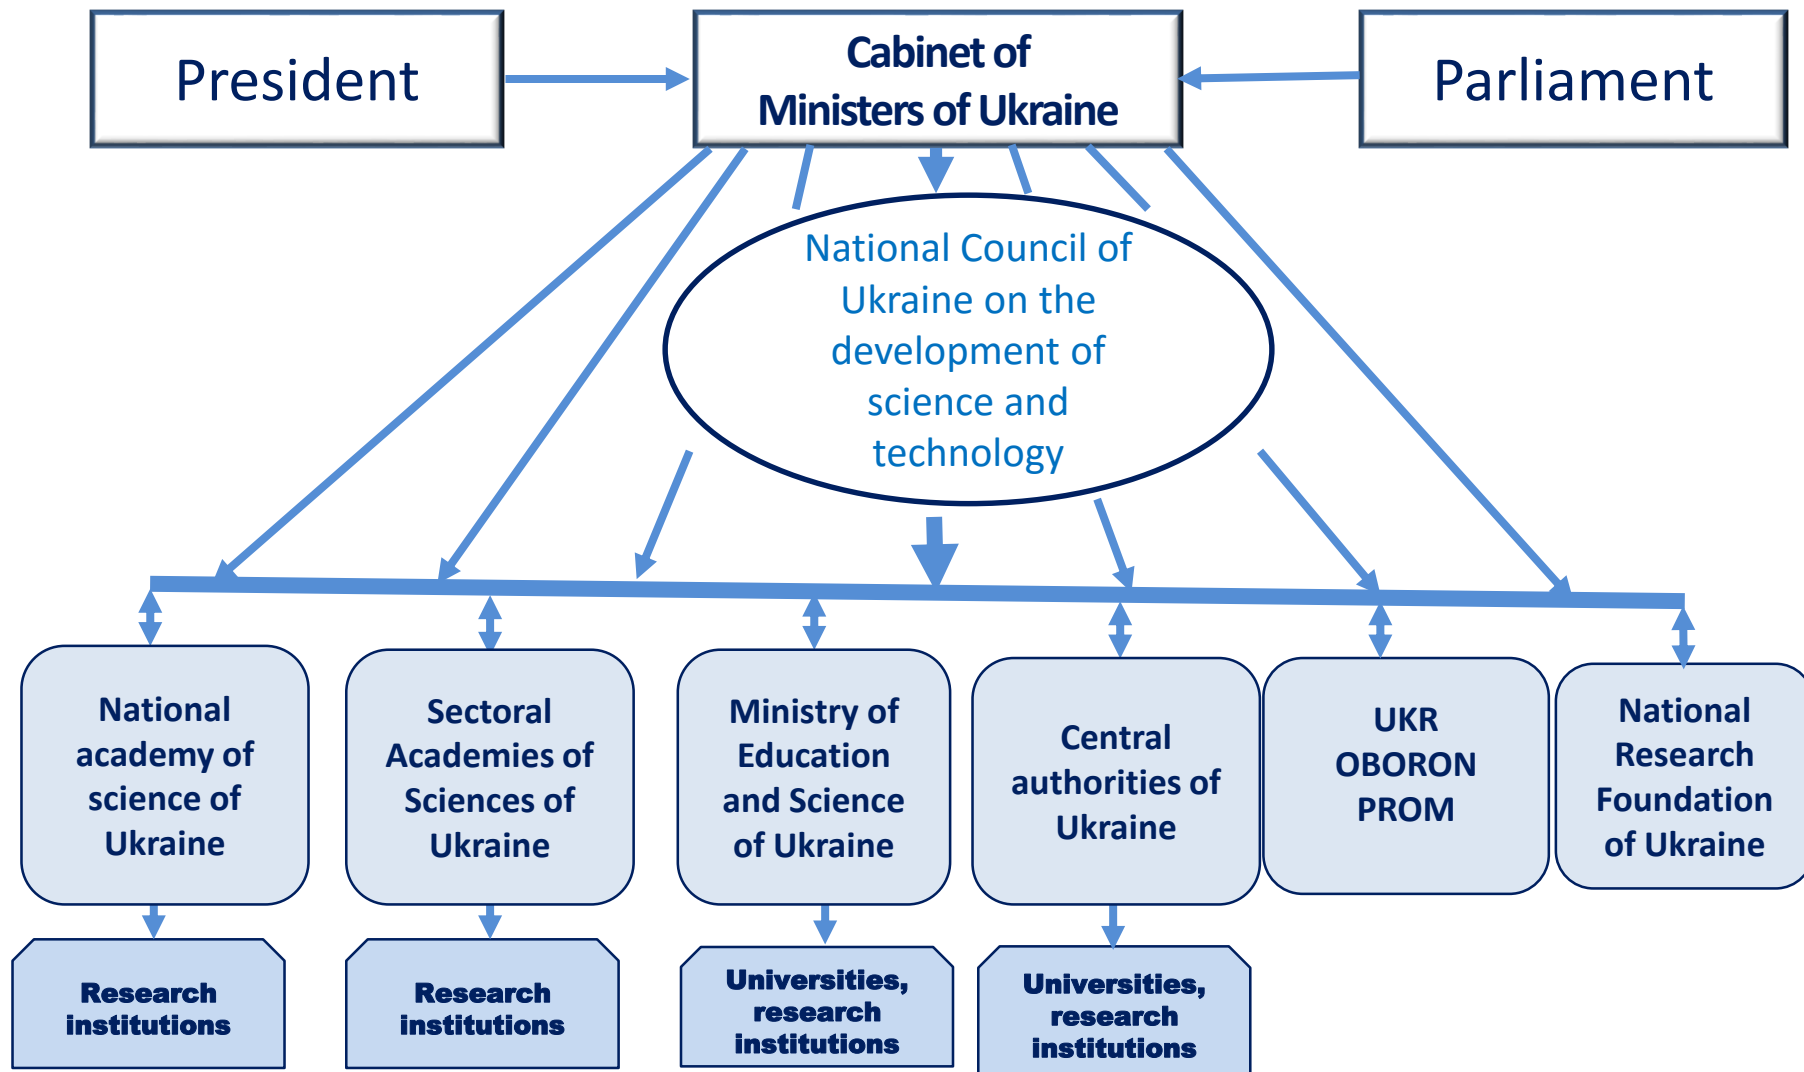 President
Cabinet of
Ministers of Ukraine
Parliament
National Council of
Ukraine on the
development of
science and
technology
National
academy of
science of
Ukraine
Sectoral
Academies of
Sciences of
Ukraine
Ministry of
Education
and Science
of Ukraine
Central
authorities of
Ukraine
UKR
OBORON
PROM
National
Research
Foundation
of Ukraine
Research
institutions
Research
institutions
Universities,
research
institutions
Universities,
research
institutions